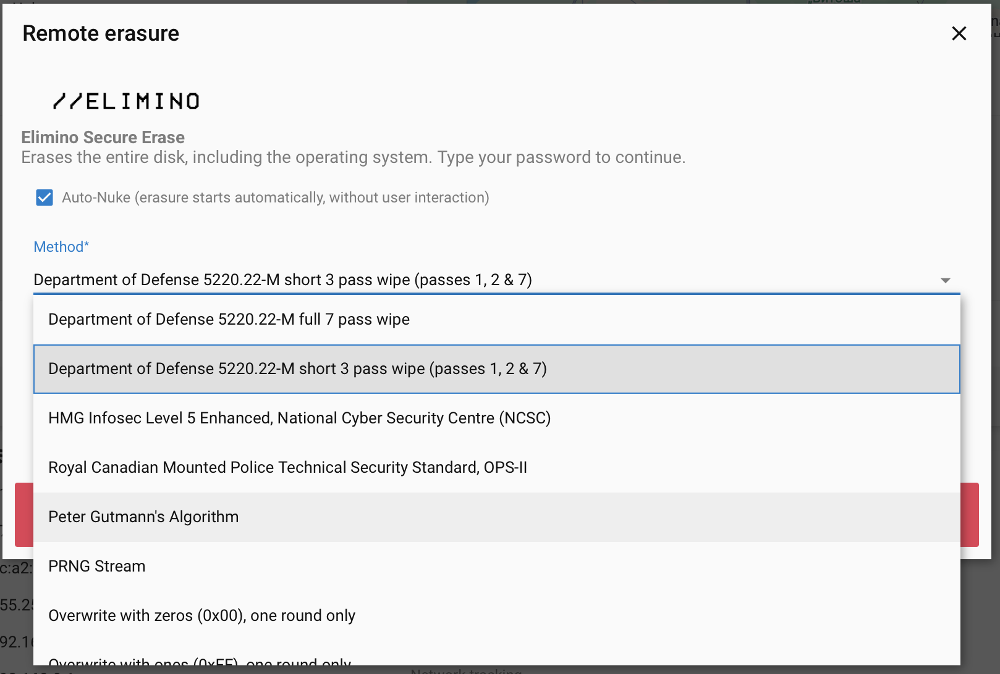 „Витоша
Remote erasure
//ELIMINO
Elimino Secure Erase
Erases the entire disk, including the operating system. Type your password to continue.
Auto-Nuke (erasure starts automatically, without user interaction)
Method*
Department of Defense 5220.22-M short 3 pass wipe (passes 1, 2 & 7)
Department of Defense 5220.22-M full 7 pass wipe
Department of Defense 5220.22-M short 3 pass wipe (passes 1, 2 & 7)
HMG Infosec Level 5 Enhanced, National Cyber Security Centre (NCSC)
Royal Canadian Mounted Police Technical Security Standard, OPS-II
Peter Gutmann's Algorithm
PRNG Stream
c:a2:
Overwrite with zeros (0x00), one round only
Overwrite with ones (0xFF), one round only
Network tracking